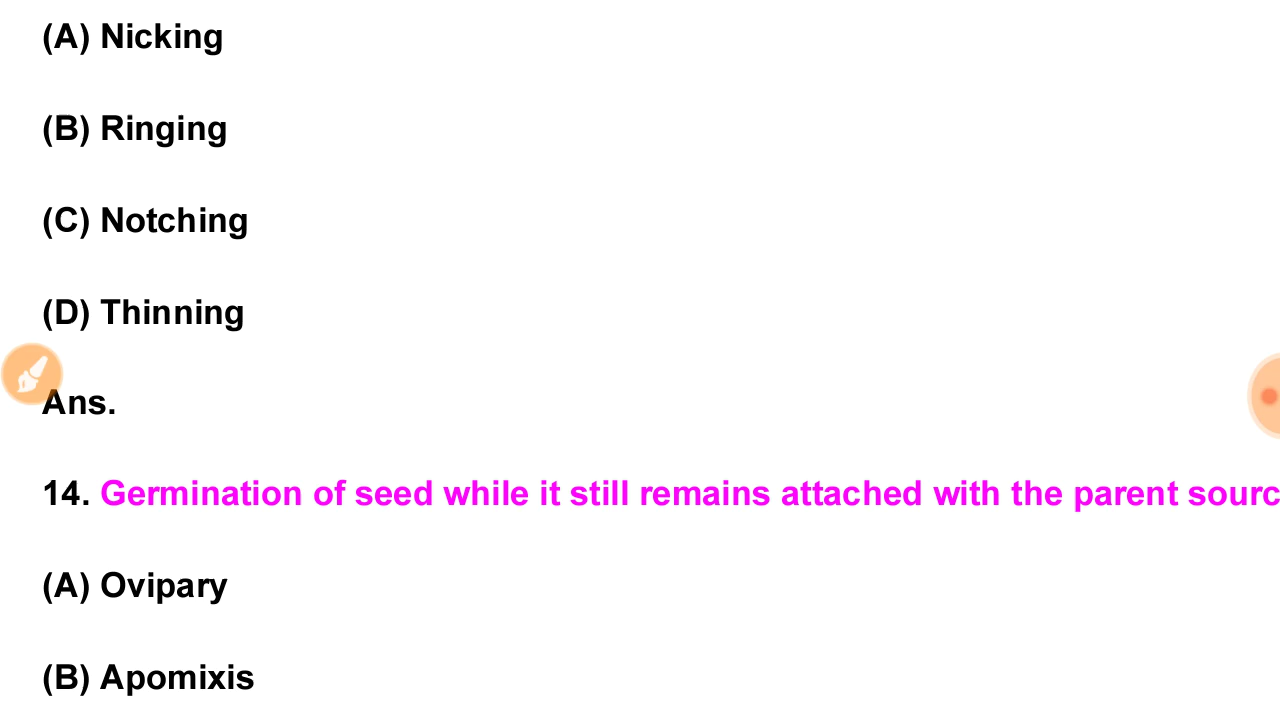 (A) Nicking
(B) Ringing
(C) Notching
(D) Thinning
Ans.
14. Germination of seed while it still remains attached with the parent sourc
(A) Ovipary
(B) Apomixis